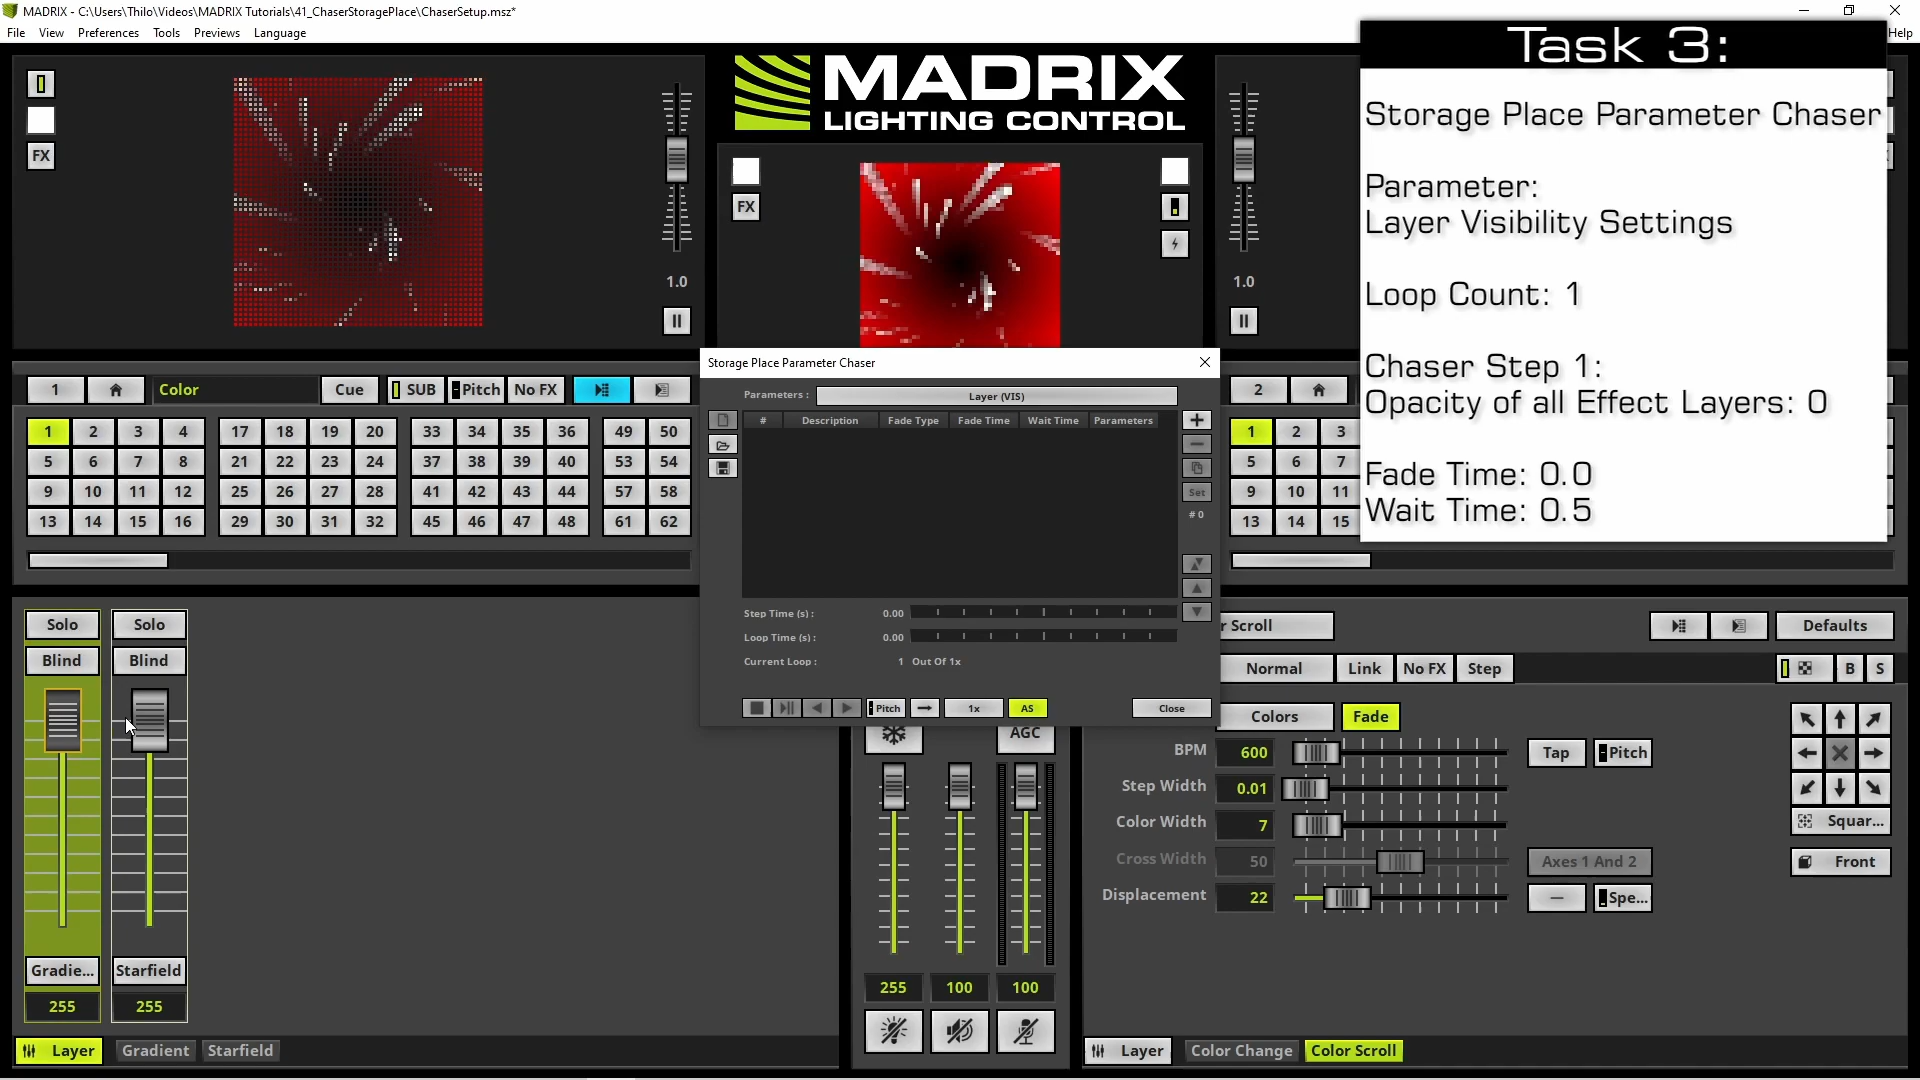 MADRIX - C:\Users\Thilo\Videos\MADRIX Tutorials\41_ChaserStoragePlace\ChaserSetup.msz*
File View Preferences Tools Previews Language Help
Task 3:
Storage Place Parameter Chaser
Parameter:
Layer Visibility Settings
Loop Count: 1
Chaser Step 1:
Opacity of all Effect Layers: 0
Fade Time: 0.0
Wait Time: 0.5
MADRIX
LIGHTING CONTROL
FX
FX
1.0
1.0
1 Color Cue SUB Pitch No FX
1 2 3 4 17 18 19 20 33 34 35 36 49 50
5 6 7 8 21 22 23 24 37 38 39 40 53 54
9 10 11 12 25 26 27 28 41 42 43 44 57 58
13 14 15 16 29 30 31 32 45 46 47 48 61 62
Storage Place Parameter Chaser
Parameters : Layer (VIS)
# Description Fade Type Fade Time Wait Time Parameters
Set
# 0
Step Time (s) : 0.00
Loop Time (s) : 0.00
Current Loop : 1 Out Of 1x
Pitch 1x AS Close
2
1 2 3
5 6 7
9 10 11
13 14 15
Solo Solo
Blind Blind
Gradie... Starfield
255 255
Layer Gradient Starfield
AGC
255 100 100
r Scroll Defaults
Normal Link No FX Step B S
Colors Fade
BPM 600 Tap Pitch
Step Width 0.01
Color Width 7 Squar...
Cross Width 50 Axes 1 And 2 Front
Displacement 22 Spe...
Layer Color Change Color Scroll